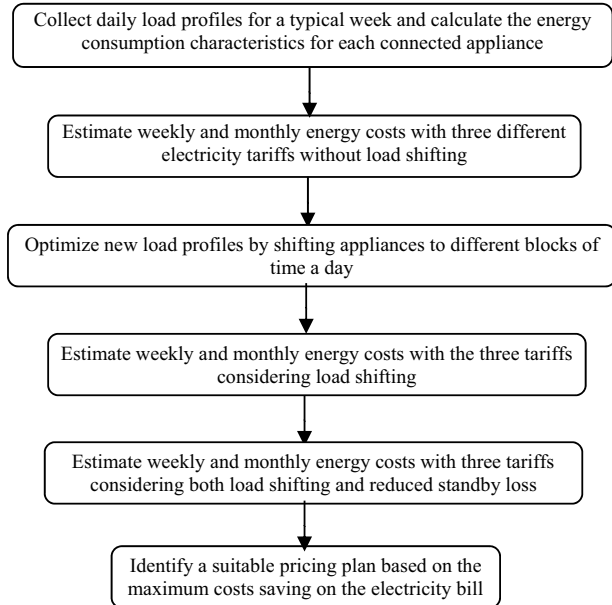 Collect daily load profiles for a typical week and calculate the energy
consumption characteristics for each connected appliance
Estimate weekly and monthly energy costs with three different
electricity tariffs without load shifting
Optimize new load profiles by shifting appliances to different blocks of
time a day
Estimate weekly and monthly energy costs with the three tariffs
considering load shifting
Estimate weekly and monthly energy costs with three tariffs
considering both load shifting and reduced standby loss
Identify a suitable pricing plan based on the
maximum costs saving on the electricity bill